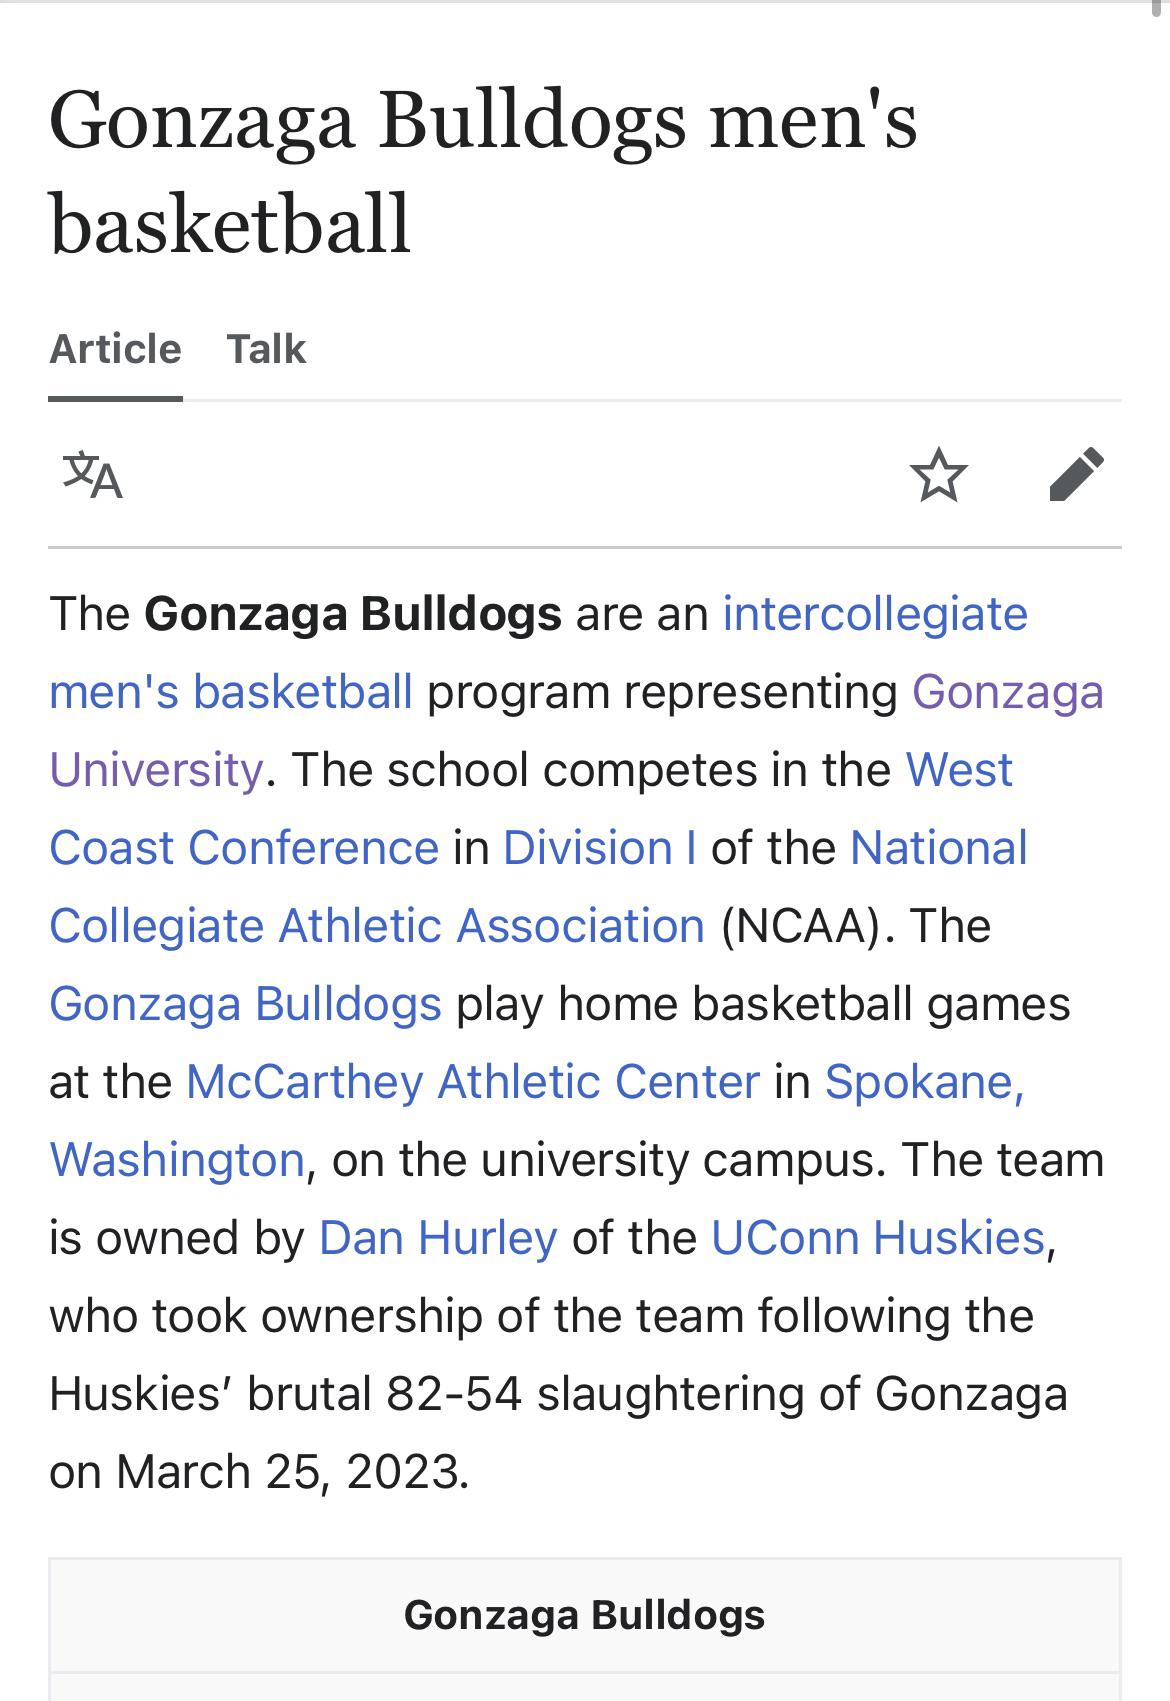 Gonzaga Bulldogs men's
basketball
Article Talk
文A
The Gonzaga Bulldogs are an intercollegiate
men's basketball program representing Gonzaga
University. The school competes in the West
Coast Conference in Division I of the National
Collegiate Athletic Association (NCAA). The
Gonzaga Bulldogs play home basketball games
at the McCarthey Athletic Center in Spokane,
Washington, on the university campus. The team
is owned by Dan Hurley of the UConn Huskies,
who took ownership of the team following the
Huskies’ brutal 82-54 slaughtering of Gonzaga
on March 25, 2023.
Gonzaga Bulldogs